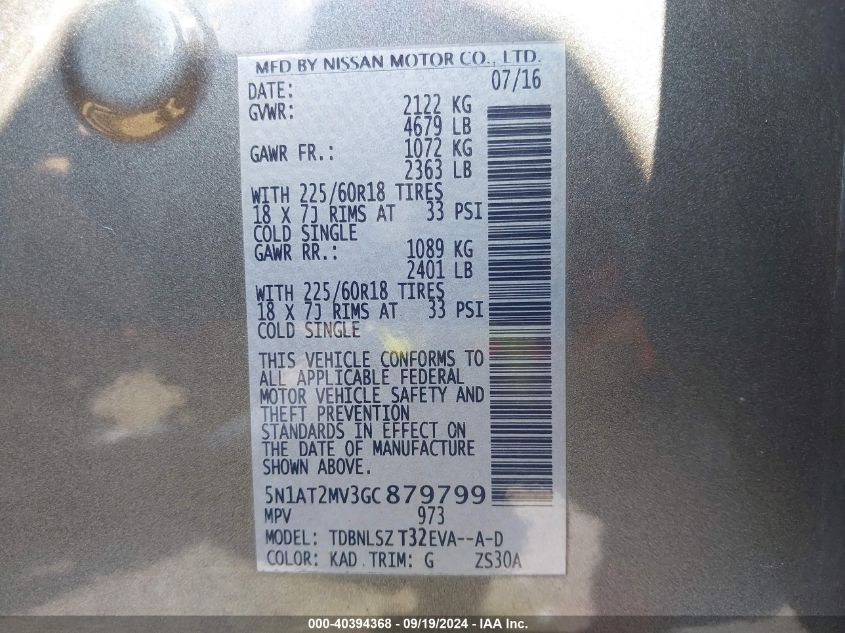 MFD BY NISSAN MOTOR CO., LTD.
DATE: 07/16
GVWR: 2122 KG
4679 LB
GAWR FR.: 1072 KG
2363 LB
WITH 225/60R18 TIRES
18 X 7J RIMS AT 33 PSI
COLD SINGLE
GAWR RR.: 1089 KG
2401 LB
WITH 225/60R18 TIRES
18 X 7J RIMS AT 33 PSI
COLD SINGLE
THIS VEHICLE CONFORMS TO
ALL APPLICABLE FEDERAL
MOTOR VEHICLE SAFETY AND
THEFT PREVENTION
STANDARDS IN EFFECT ON
THE DATE OF MANUFACTURE
SHOWN ABOVE.
5N1AT2MV3GC879799
MPV 973
MODEL: TDBNLSZ T32EVA--A-D
COLOR: KAD TRIM: G ZS30A
000-40394368 - 09/19/2024 - IAA Inc.